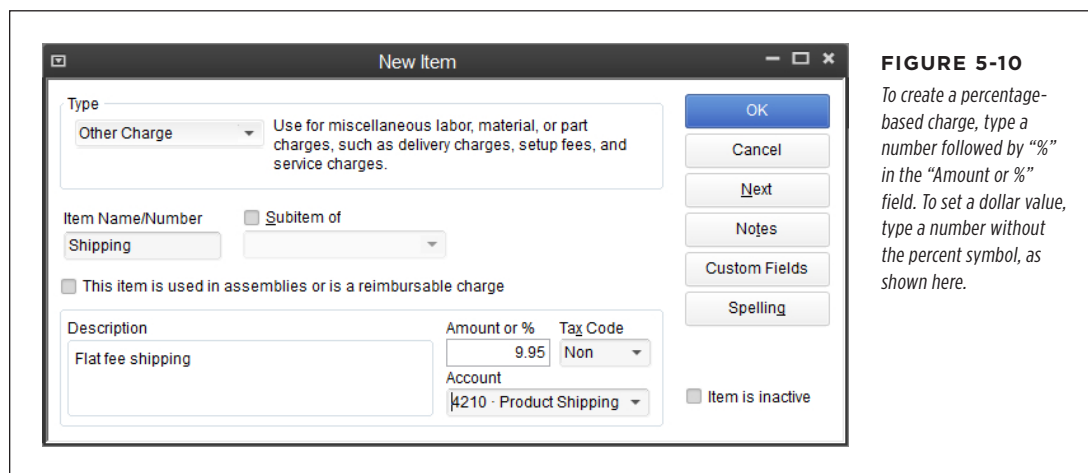 New Item
Type
Other Charge
Use for miscellaneous labor, material, or part
charges, such as delivery charges, setup fees, and
service charges.
Item Name/Number
Subitem of
Shipping
This item is used in assemblies or is a reimbursable charge
Description
Flat fee shipping
Amount or %
Tax Code
9.95
Non
Account
4210 · Product Shipping
OK
Cancel
Next
Notes
Custom Fields
Spelling
Item is inactive
FIGURE 5-10
To create a percentage-
based charge, type a
number followed by “%”
in the “Amount or %”
field. To set a dollar value,
type a number without
the percent symbol, as
shown here.